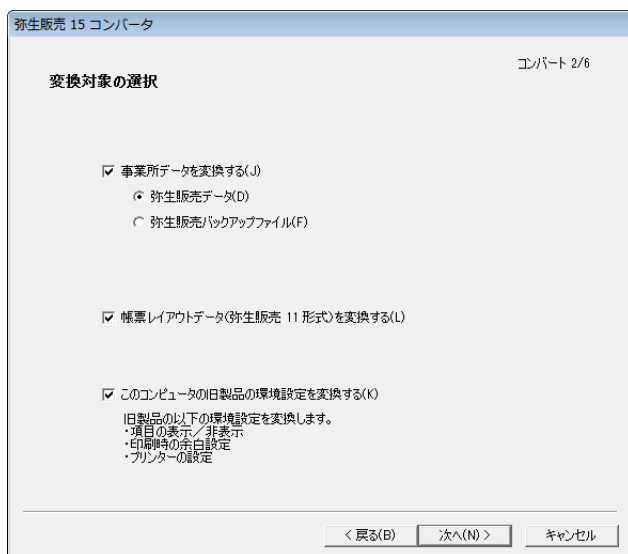 弥生販売 15 コンバータ
コンバート 2/6
変換対象の選択
事業所データを変換する(J)
弥生販売データ(D)
弥生販売バックアップファイル(F)
帳票レイアウトデータ(弥生販売 11 形式)を変換する(L)
このコンピュータの旧製品の環境設定を変換する(K)
旧製品の以下の環境設定を変換します。
・項目の表示／非表示
・印刷時の余白設定
・プリンターの設定
< 戻る(B) 次へ(N) > キャンセル